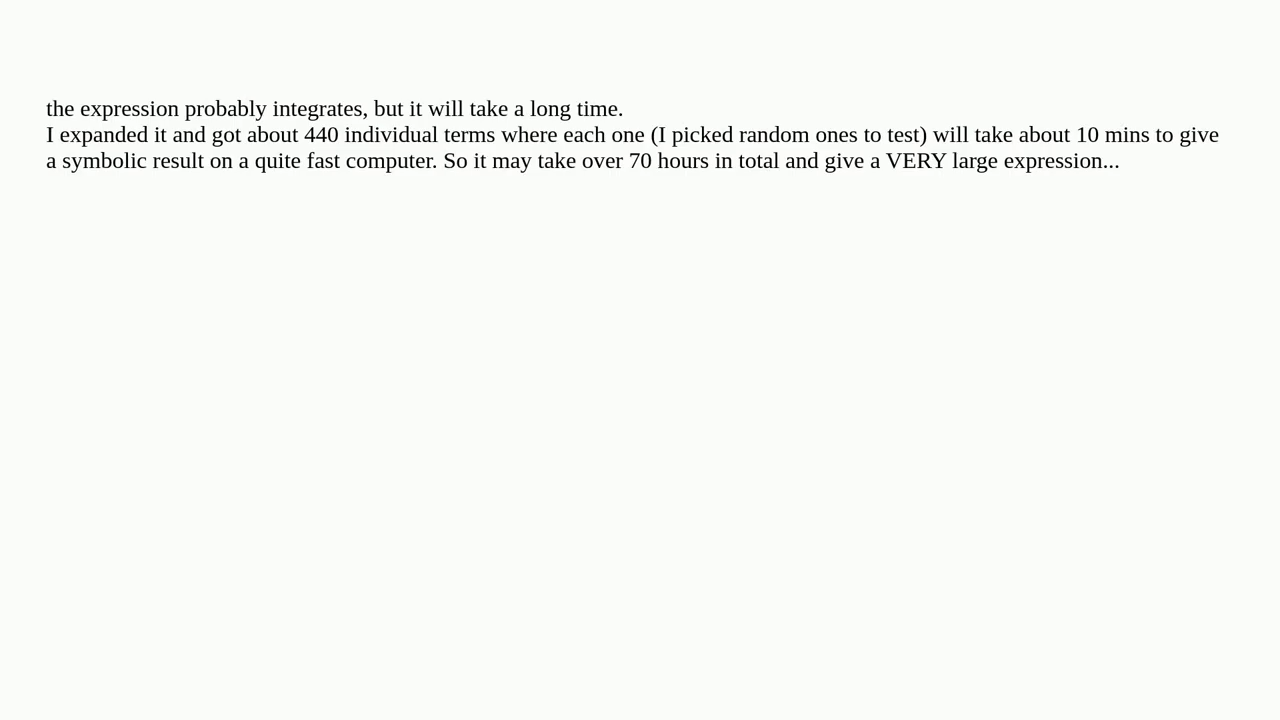 the expression probably integrates, but it will take a long time.
I expanded it and got about 440 individual terms where each one (I picked random ones to test) will take about 10 mins to give
a symbolic result on a quite fast computer. So it may take over 70 hours in total and give a VERY large expression...